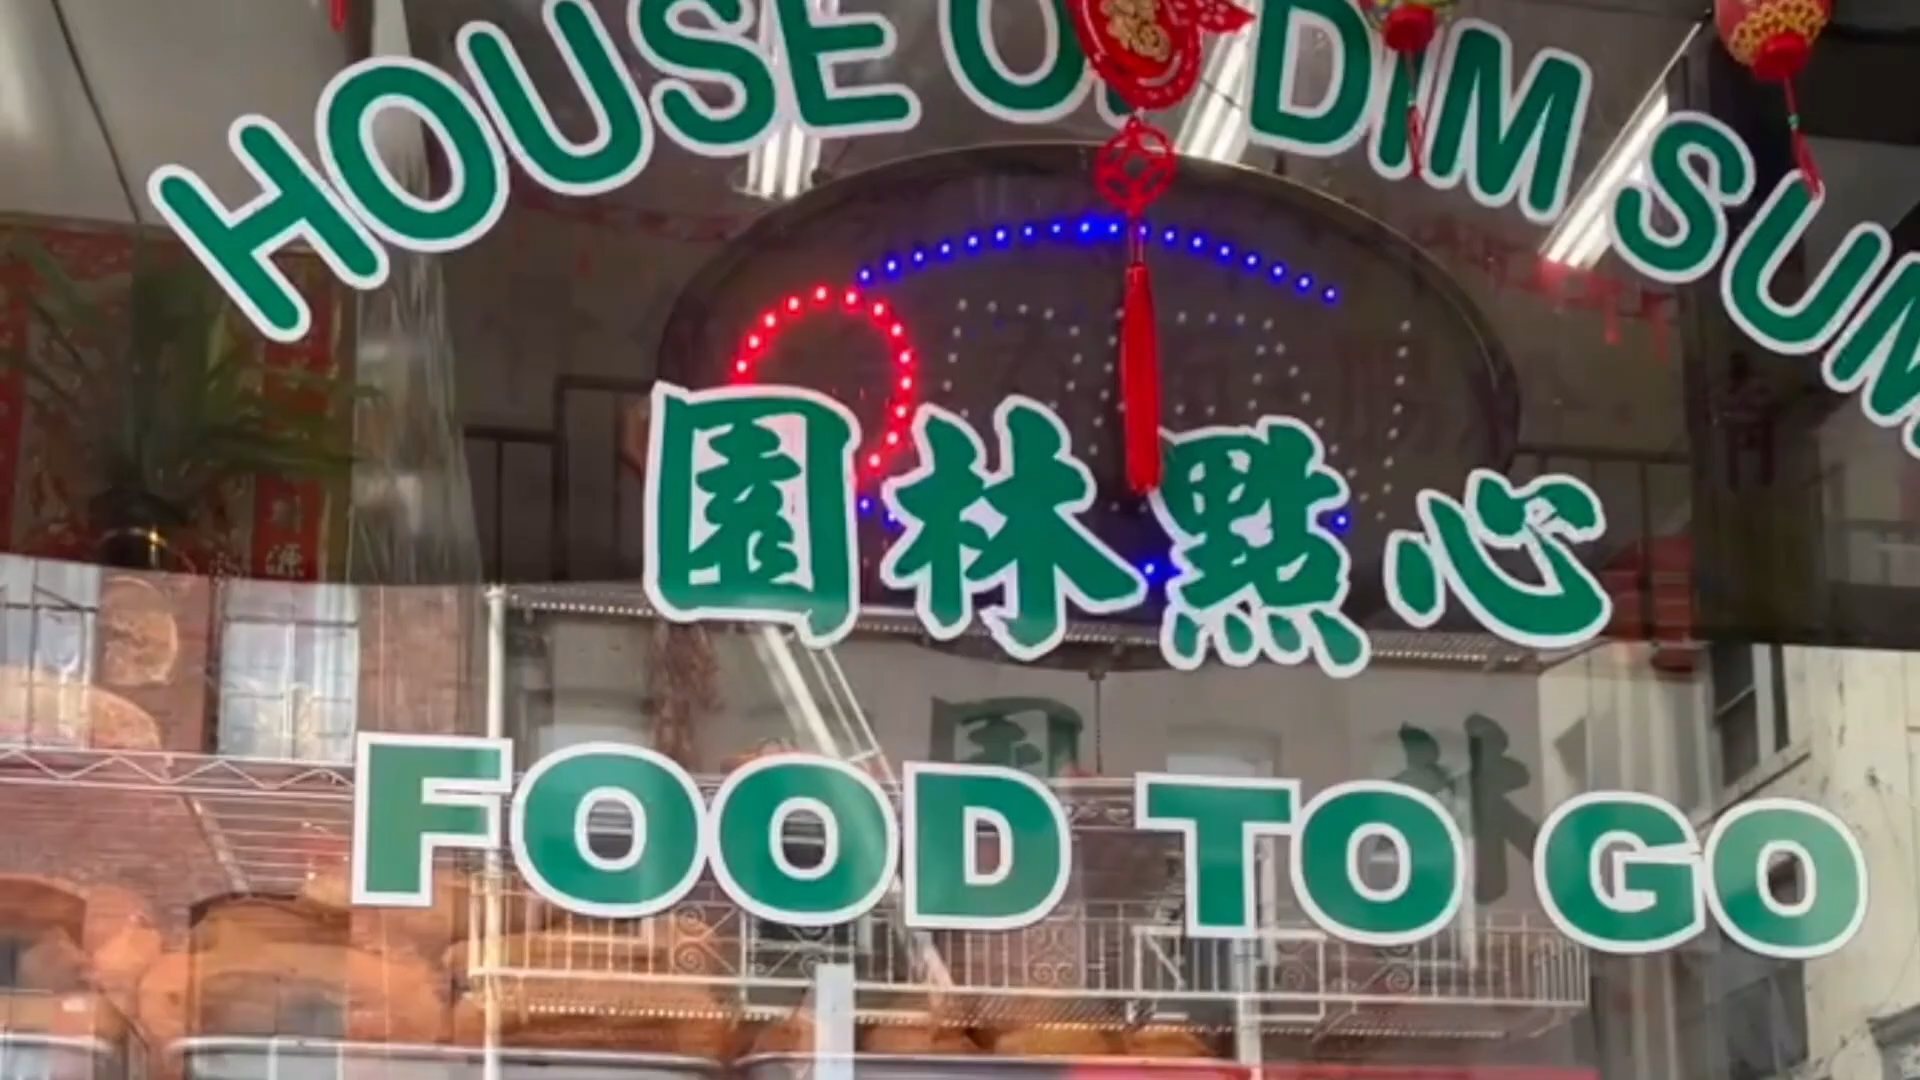 HOUSE OF DIM SUM
園林點心
FOOD TO GO